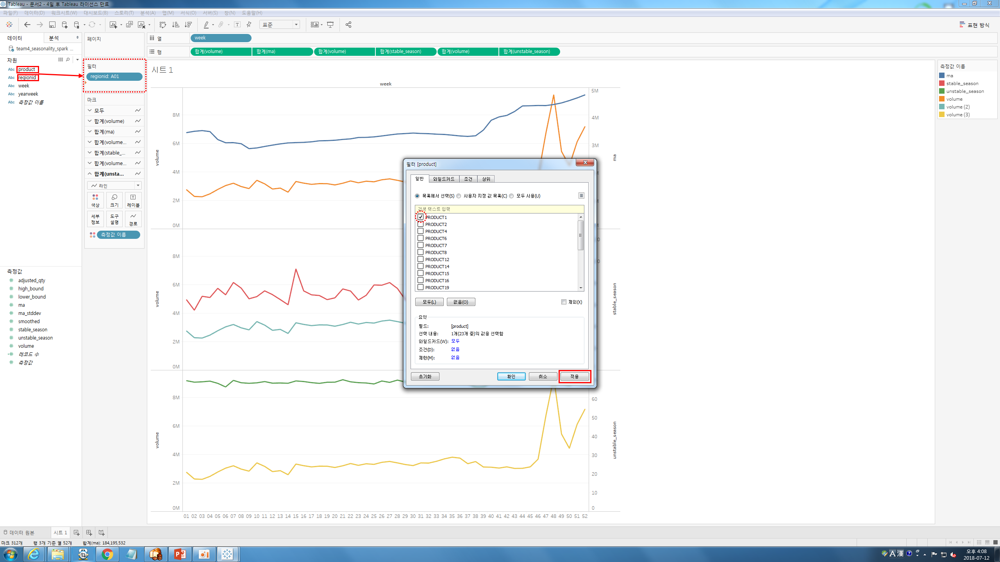 Tableau - 문서2 - 4일 후 Tableau 라이선스 만료
파일(F) 데이터(D) 워크시트(W) 대시보드(B) 스토리(T) 분석(A) 맵(M) 서식(O) 서버(S) 창(N) 도움말(H)
표준
표현 방식
데이터
분석
team4_seasonality_spark ...
차원
Abc product
Abc regionid
Abc week
Abc yearweek
Abc 측정값 이름
측정값
adjusted_qty
high_bound
lower_bound
ma
ma_stddev
smoothed
stable_season
unstable_season
volume
레코드 수
측정값
페이지
필터
regionid: A01
마크
모두
합계(volume)
합계(ma)
합계(volume...
합계(stable_...
합계(volume...
합계(unsta...
라인
색상 크기 레이블
세부 정보
도구 설명
경로
측정값 이름
열
week
행
합계(volume) 합계(ma) 합계(volume) 합계(stable_season) 합계(volume) 합계(unstable_season)
시트 1
week
volume
8M
6M
4M
2M
0M
5M
4M
3M
ma
volume
8M
6M
4M
2M
0M
stable_season
volume
8M
6M
4M
2M
0M
60
50
40
30
20
10
0
unstable_season
01 02 03 04 05 06 07 08 09 10 11 12 13 14 15 16 17 18 19 20 21 22 23 24 25 26 27 28 29 30 31 32 33 34 35 36 37 38 39 40 41 42 43 44 45 46 47 48 49 50 51 52
필터 [product]
일반 와일드카드 조건 상위
목록에서 선택(S) 사용자 지정 값 목록(C) 모두 사용(U)
검색 텍스트 입력
PRODUCT1
PRODUCT2
PRODUCT4
PRODUCT6
PRODUCT7
PRODUCT8
PRODUCT12
PRODUCT14
PRODUCT15
PRODUCT16
PRODUCT19
모두(L) 없음(O) 제외(X)
요약
필드: [product]
선택 내용: 1개(23개 중)의 값을 선택함
와일드카드(W): 모두
조건(D): 없음
제한(M): 없음
초기화 확인 취소 적용
측정값 이름
ma
stable_season
unstable_season
volume
volume (2)
volume (3)
데이터 원본 시트 1
마크 312개 행 3개 기준 열 52개 합계(ma): 184,195,532
A 漢
오후 4:08
2018-07-12